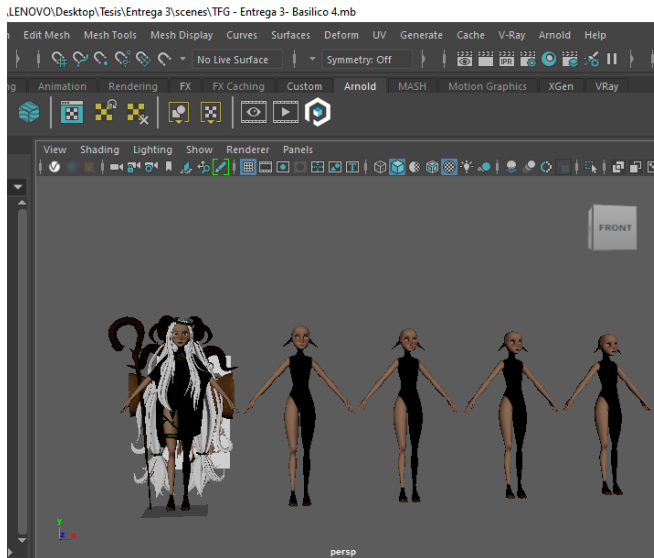 \LENOVO\Desktop\Tesis\Entrega 3\scenes\TFG - Entrega 3- Basilico 4.mb
Edit Mesh Mesh Tools Mesh Display Curves Surfaces Deform UV Generate Cache V-Ray Arnold Help
No Live Surface Symmetry: Off IPR
Animation Rendering FX FX Caching Custom Arnold MASH Motion Graphics XGen VRay
View Shading Lighting Show Renderer Panels
FRONT
y
z x
persp